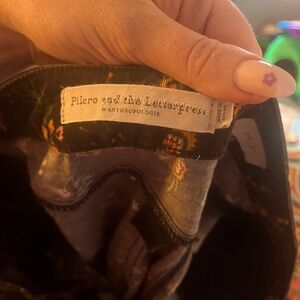 Pilcro and the Letterpress
BY ANTHROPOLOGIE